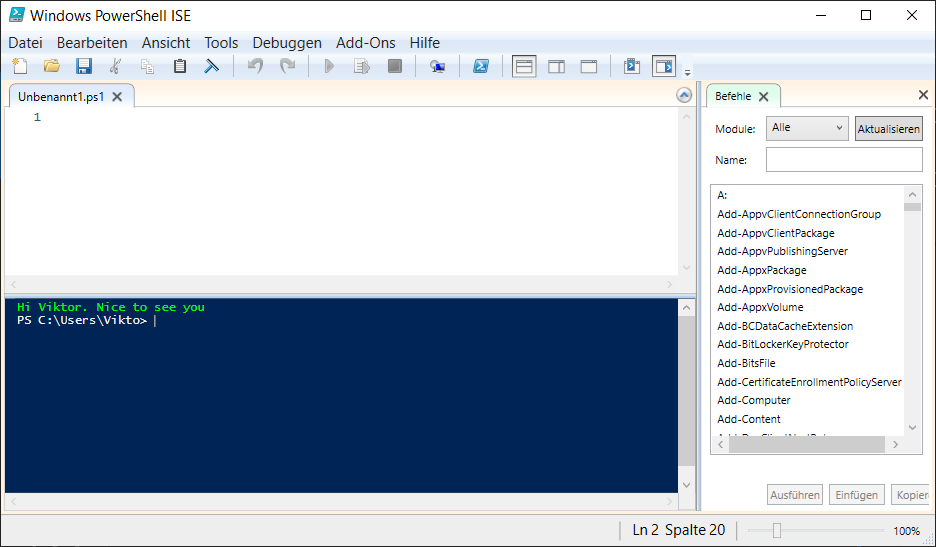 Windows PowerShell ISE
Datei Bearbeiten Ansicht Tools Debuggen Add-Ons Hilfe
Unbenannt1.ps1
1
Hi Viktor. Nice to see you
PS C:\Users\Vikto>
Befehle
Module: Alle Aktualisieren
Name:
A:
Add-AppvClientConnectionGroup
Add-AppvClientPackage
Add-AppvPublishingServer
Add-AppxPackage
Add-AppxProvisionedPackage
Add-AppxVolume
Add-BCDataCacheExtension
Add-BitLockerKeyProtector
Add-BitsFile
Add-CertificateEnrollmentPolicyServer
Add-Computer
Add-Content
Ausführen Einfügen Kopier
Ln 2 Spalte 20 100%